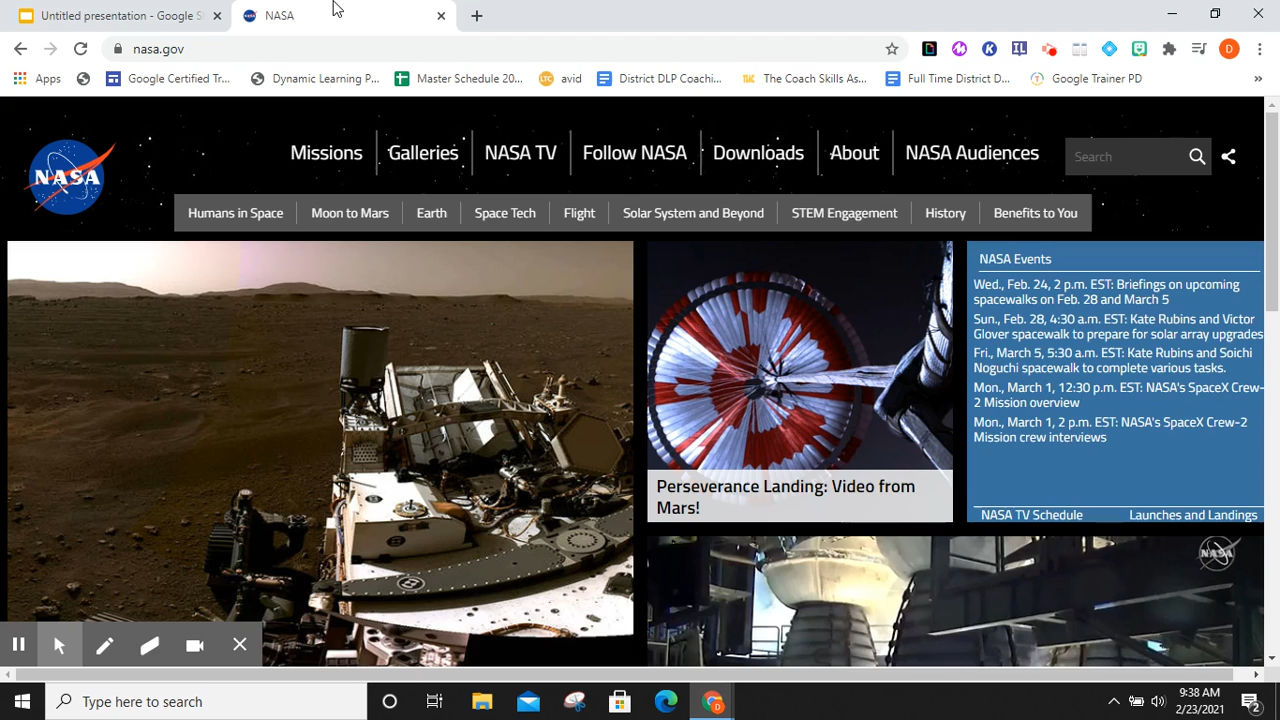 Untitled presentation - Google S
NASA
nasa.gov
D
Apps
Google Certified Tr...
Dynamic Learning P...
Master Schedule 20...
LTC avid
District DLP Coachi...
The Coach Skills As...
Full Time District D...
Google Trainer PD
NASA
Missions
Galleries
NASA TV
Follow NASA
Downloads
About
NASA Audiences
Search
Humans in Space
Moon to Mars
Earth
Space Tech
Flight
Solar System and Beyond
STEM Engagement
History
Benefits to You
Perseverance Landing: Video from
Mars!
NASA Events
Wed., Feb. 24, 2 p.m. EST: Briefings on upcoming
spacewalks on Feb. 28 and March 5
Sun., Feb. 28, 4:30 a.m. EST: Kate Rubins and Victor
Glover spacewalk to prepare for solar array upgrades
Fri., March 5, 5:30 a.m. EST: Kate Rubins and Soichi
Noguchi spacewalk to complete various tasks.
Mon., March 1, 12:30 p.m. EST: NASA's SpaceX Crew-
2 Mission overview
Mon., March 1, 2 p.m. EST: NASA's SpaceX Crew-2
Mission crew interviews
NASA TV Schedule
Launches and Landings
NASA
Type here to search
D
9:38 AM
2/23/2021
2